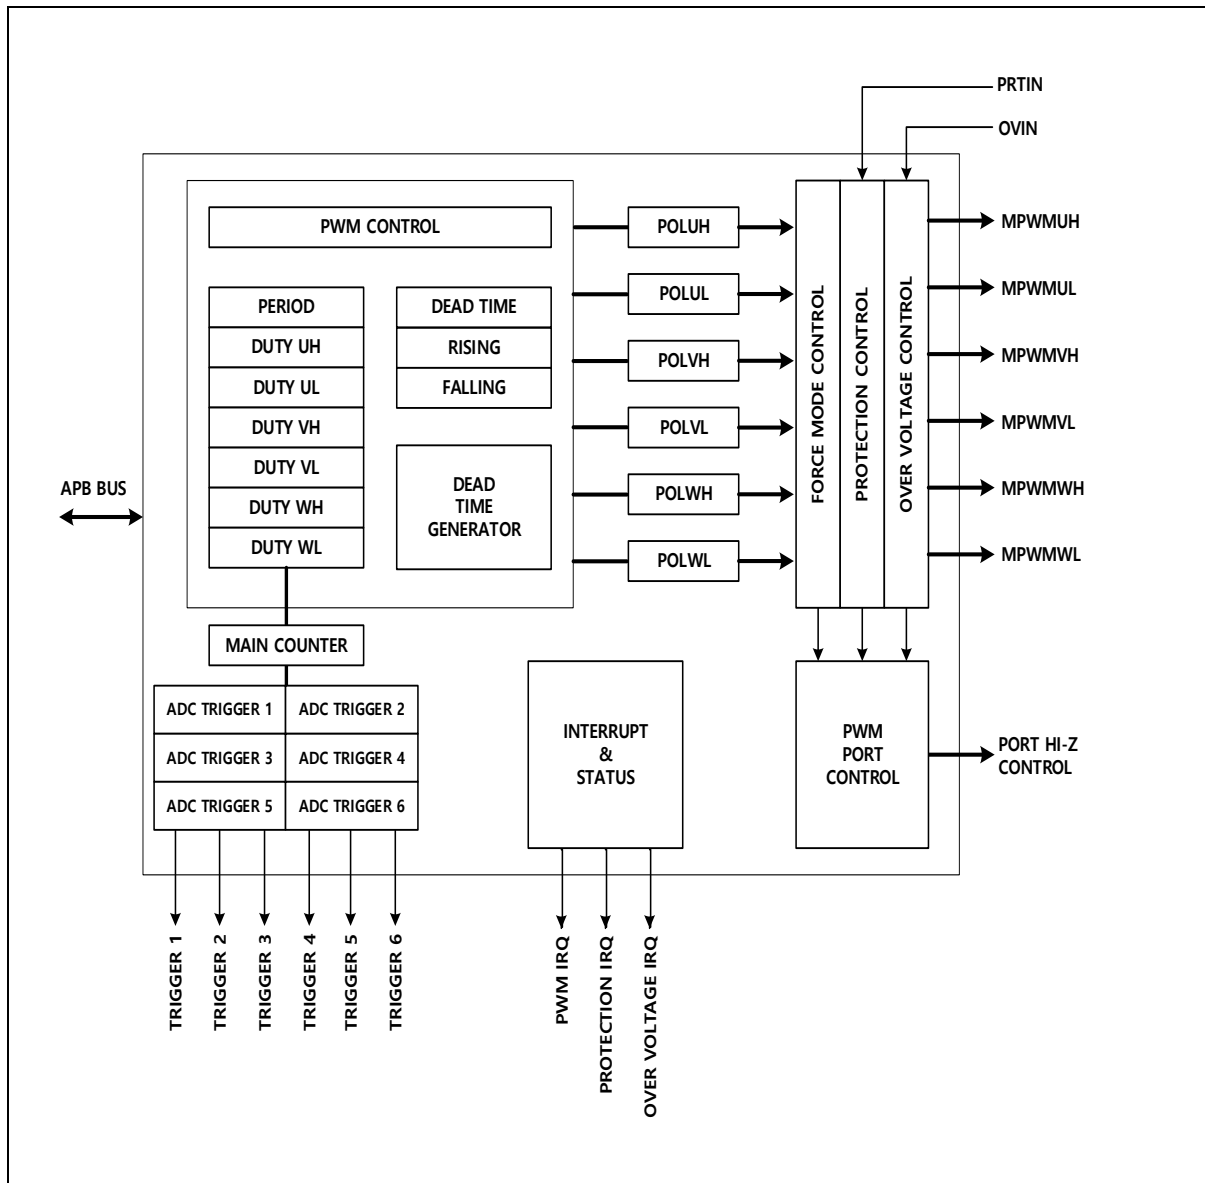 PRTIN
OVIN
PWM CONTROL
PERIOD
DUTY UH
DUTY UL
DUTY VH
DUTY VL
DUTY WH
DUTY WL
DEAD TIME
RISING
FALLING
DEAD
TIME
GENERATOR
POLUH
POLUL
POLVH
POLVL
POLWH
POLWL
FORCE MODE CONTROL
PROTECTION CONTROL
OVER VOLTAGE CONTROL
MPWMUH
MPWMUL
MPWMVH
MPWMVL
MPWMWH
MPWMWL
APB BUS
MAIN COUNTER
ADC TRIGGER 1
ADC TRIGGER 2
ADC TRIGGER 3
ADC TRIGGER 4
ADC TRIGGER 5
ADC TRIGGER 6
INTERRUPT
&
STATUS
PWM
PORT
CONTROL
PORT HI-Z
CONTROL
TRIGGER 1
TRIGGER 2
TRIGGER 3
TRIGGER 4
TRIGGER 5
TRIGGER 6
PWM IRQ
PROTECTION IRQ
OVER VOLTAGE IRQ